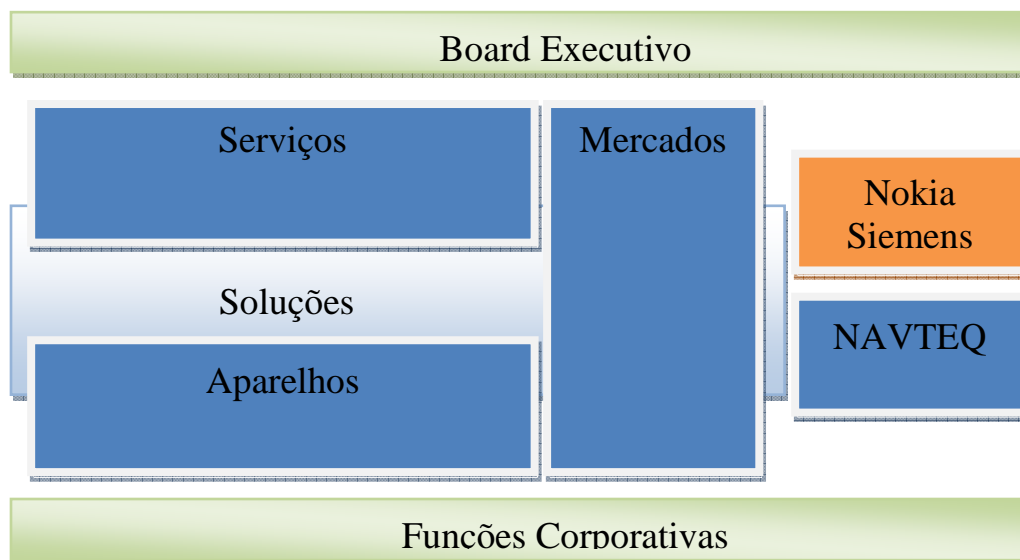 Board Executivo
Serviços
Mercados
Nokia
Siemens
Soluções
NAVTEQ
Aparelhos
Funções Corporativas